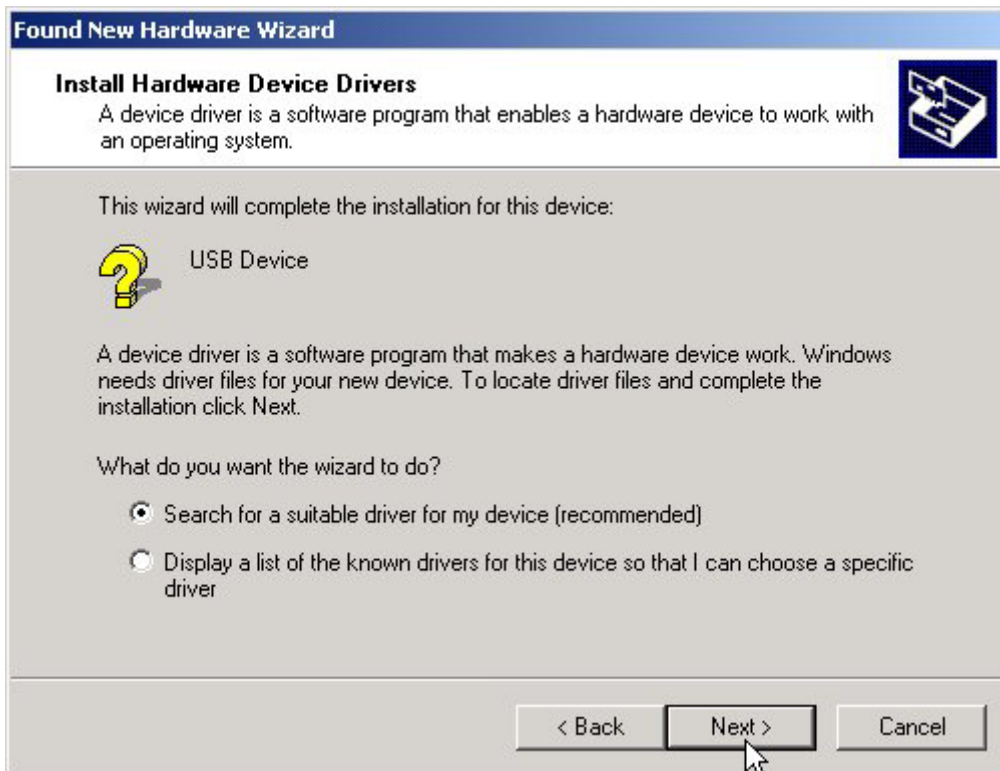 Found New Hardware Wizard
Install Hardware Device Drivers
A device driver is a software program that enables a hardware device to work with
an operating system.
This wizard will complete the installation for this device:
USB Device
A device driver is a software program that makes a hardware device work. Windows
needs driver files for your new device. To locate driver files and complete the
installation click Next.
What do you want the wizard to do?
Search for a suitable driver for my device (recommended)
Display a list of the known drivers for this device so that I can choose a specific
driver
< Back
Next >
Cancel